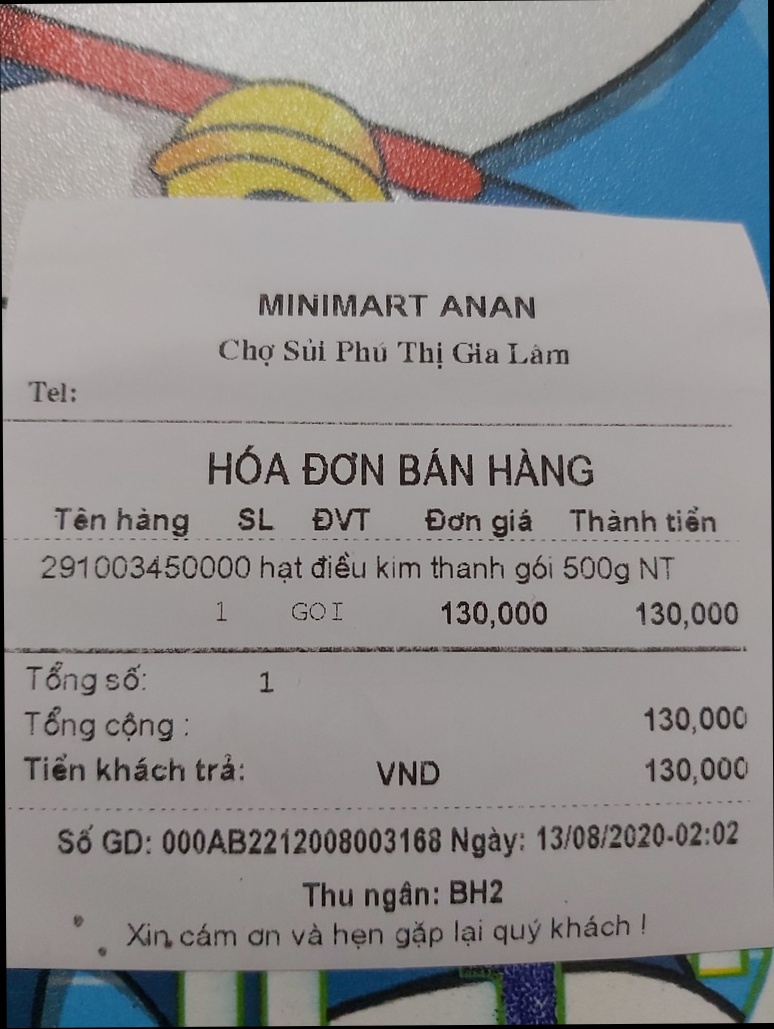 MINIMART ANAN
Chợ Sủi Phú Thị Gia Lâm
Tel:
HÓA ĐƠN BÁN HÀNG
Tên hàng SL ĐVT Đơn giá Thành tiền
291003450000 hạt điều kim thanh gói 500g NT
1 GOI 130,000 130,000
Tổng số: 1
Tổng cộng : 130,000
Tiền khách trả: VND 130,000
Số GD: 000AB2212008003168 Ngày: 13/08/2020-02:02
Thu ngân: BH2
Xin cám ơn và hẹn gặp lại quý khách !